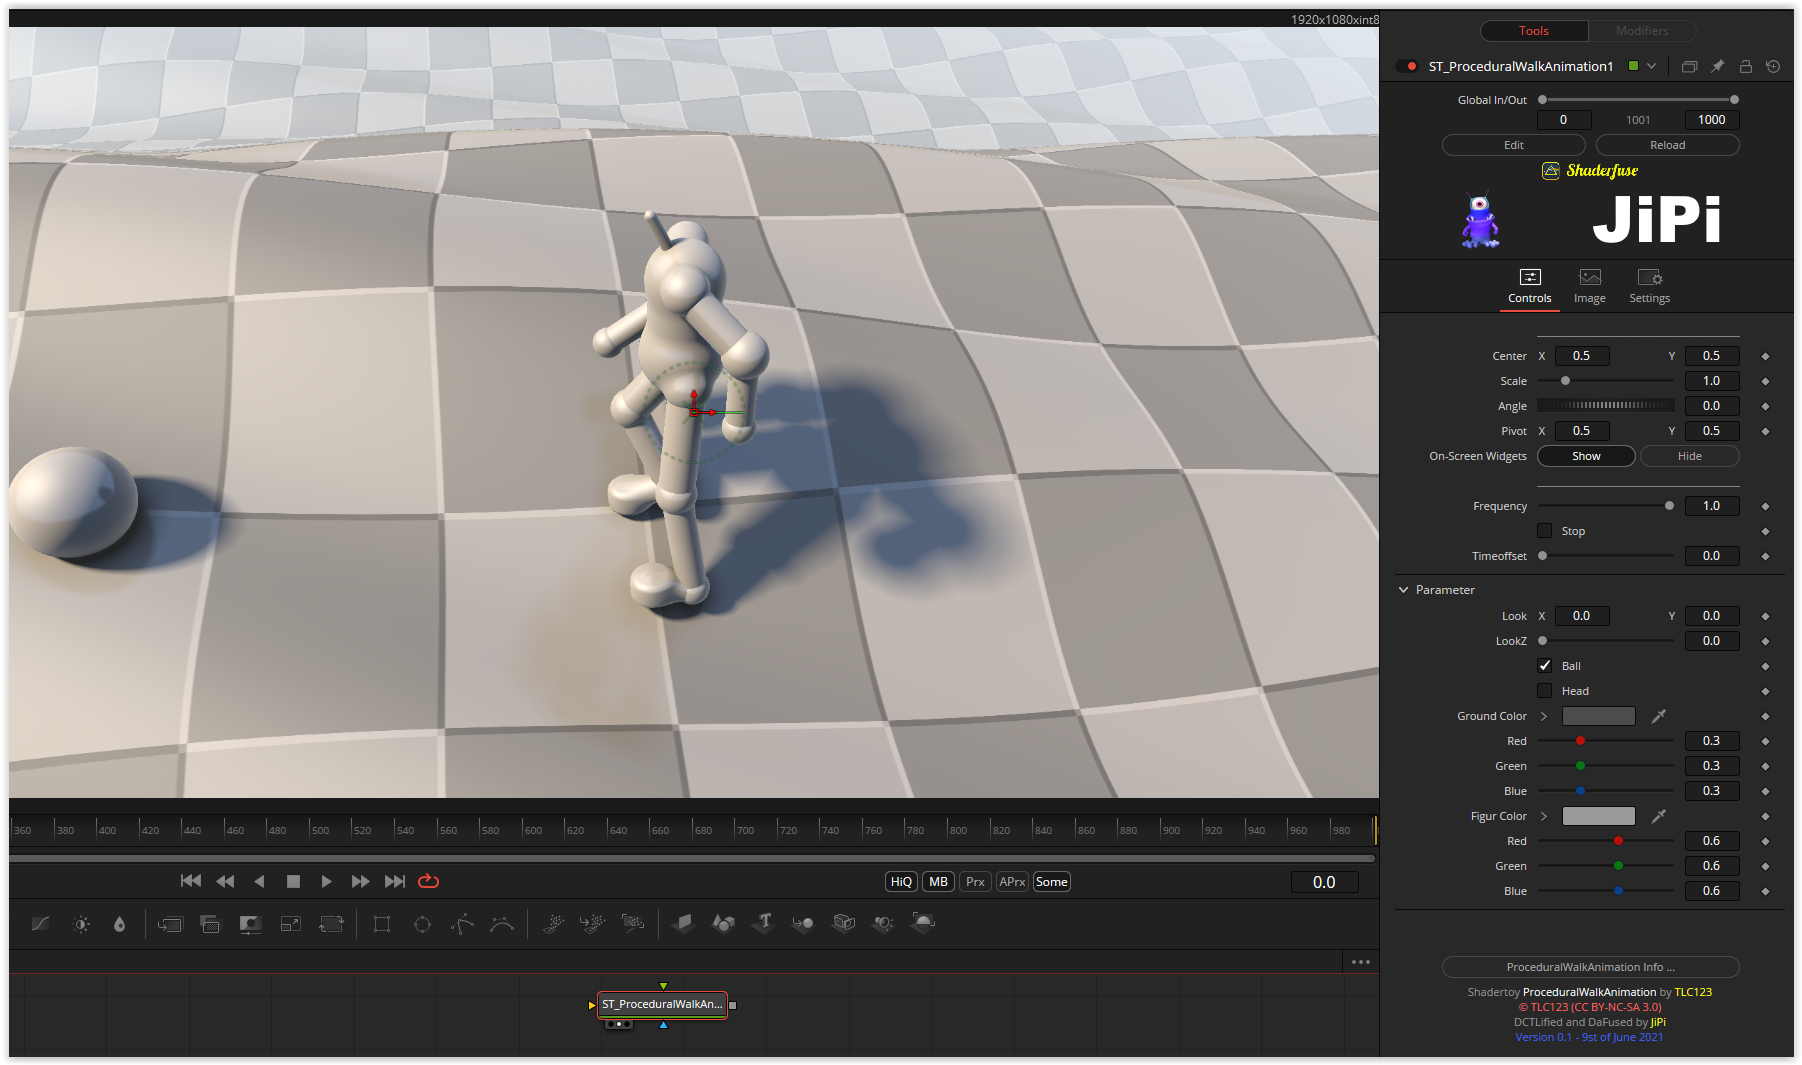 1920x1080xint8
Tools
Modifiers
ST_ProceduralWalkAnimation1
Global In/Out
0 1001 1000
Edit Reload
Shaderfuse
JiPi
Controls Image Settings
Center X 0.5 Y 0.5
Scale 1.0
Angle 0.0
Pivot X 0.5 Y 0.5
On-Screen Widgets Show Hide
Frequency 1.0
Stop
Timeoffset 0.0
Parameter
Look X 0.0 Y 0.0
LookZ 0.0
Ball
Head
Ground Color
Red 0.3
Green 0.3
Blue 0.3
Figur Color
Red 0.6
Green 0.6
Blue 0.6
ProceduralWalkAnimation Info ...
Shadertoy ProceduralWalkAnimation by TLC123
© TLC123 (CC BY-NC-SA 3.0)
DCTLified and DaFused by JiPi
Version 0.1 - 9st of June 2021
360 380 400 420 440 460 480 500 520 540 560 580 600 620 640 660 680 700 720 740 760 780 800 820 840 860 880 900 920 940 960 980
HiQ MB Prx APrx Some 0.0
T
ST_ProceduralWalkAn...